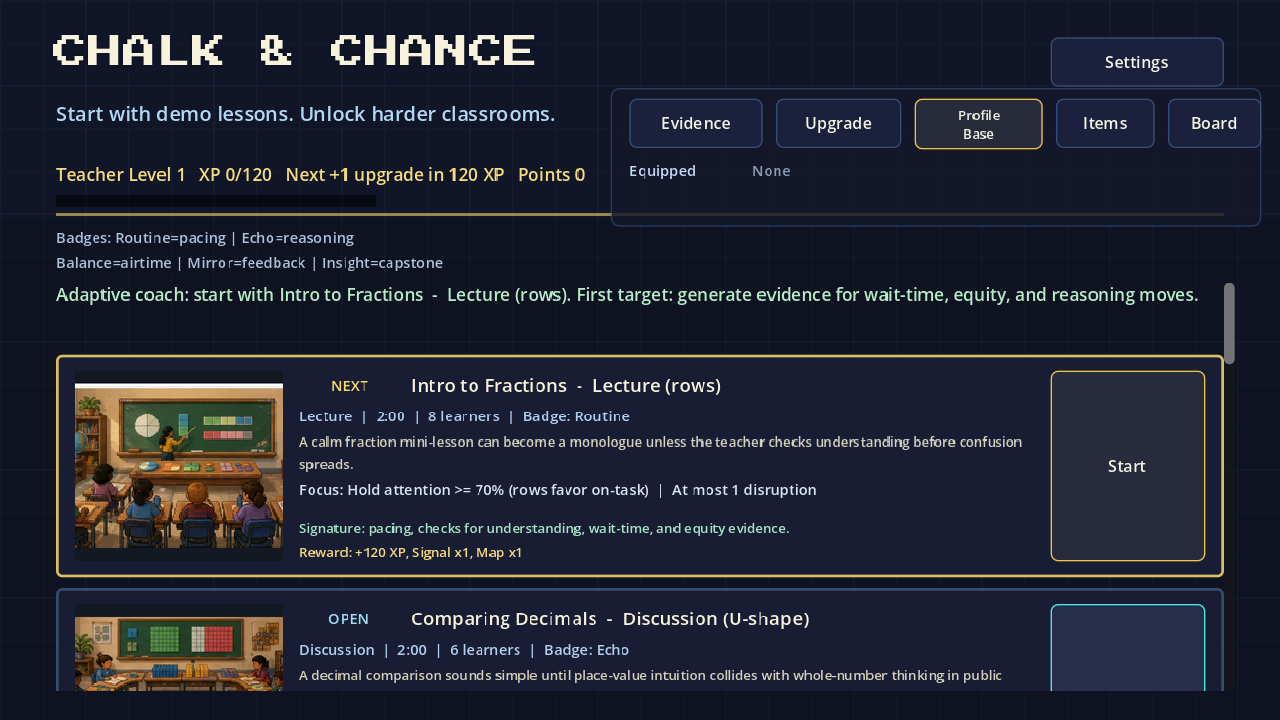 CHALK & CHANCE
Settings
Start with demo lessons. Unlock harder classrooms.
Evidence
Upgrade
Profile
Base
Items
Board
Equipped None
Teacher Level 1 XP 0/120 Next +1 upgrade in 120 XP Points 0
Badges: Routine=pacing | Echo=reasoning
Balance=airtime | Mirror=feedback | Insight=capstone
Adaptive coach: start with Intro to Fractions - Lecture (rows). First target: generate evidence for wait-time, equity, and reasoning moves.
NEXT Intro to Fractions - Lecture (rows)
Lecture | 2:00 | 8 learners | Badge: Routine
A calm fraction mini-lesson can become a monologue unless the teacher checks understanding before confusion
spreads.
Focus: Hold attention >= 70% (rows favor on-task) | At most 1 disruption
Signature: pacing, checks for understanding, wait-time, and equity evidence.
Reward: +120 XP, Signal x1, Map x1
Start
OPEN Comparing Decimals - Discussion (U-shape)
Discussion | 2:00 | 6 learners | Badge: Echo
A decimal comparison sounds simple until place-value intuition collides with whole-number thinking in public